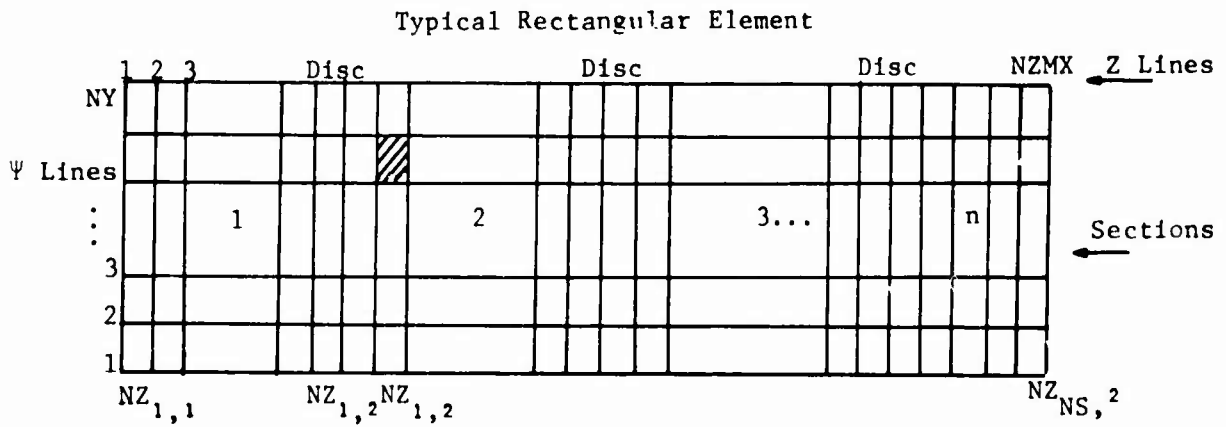 Typical Rectangular Element
1 2 3 Disc Disc Disc NZMX Z Lines
NY
Ψ Lines
⋮
1 2 3... n Sections
3
2
1
NZ1,1 NZ1,2 NZ1,2 NZNS,2